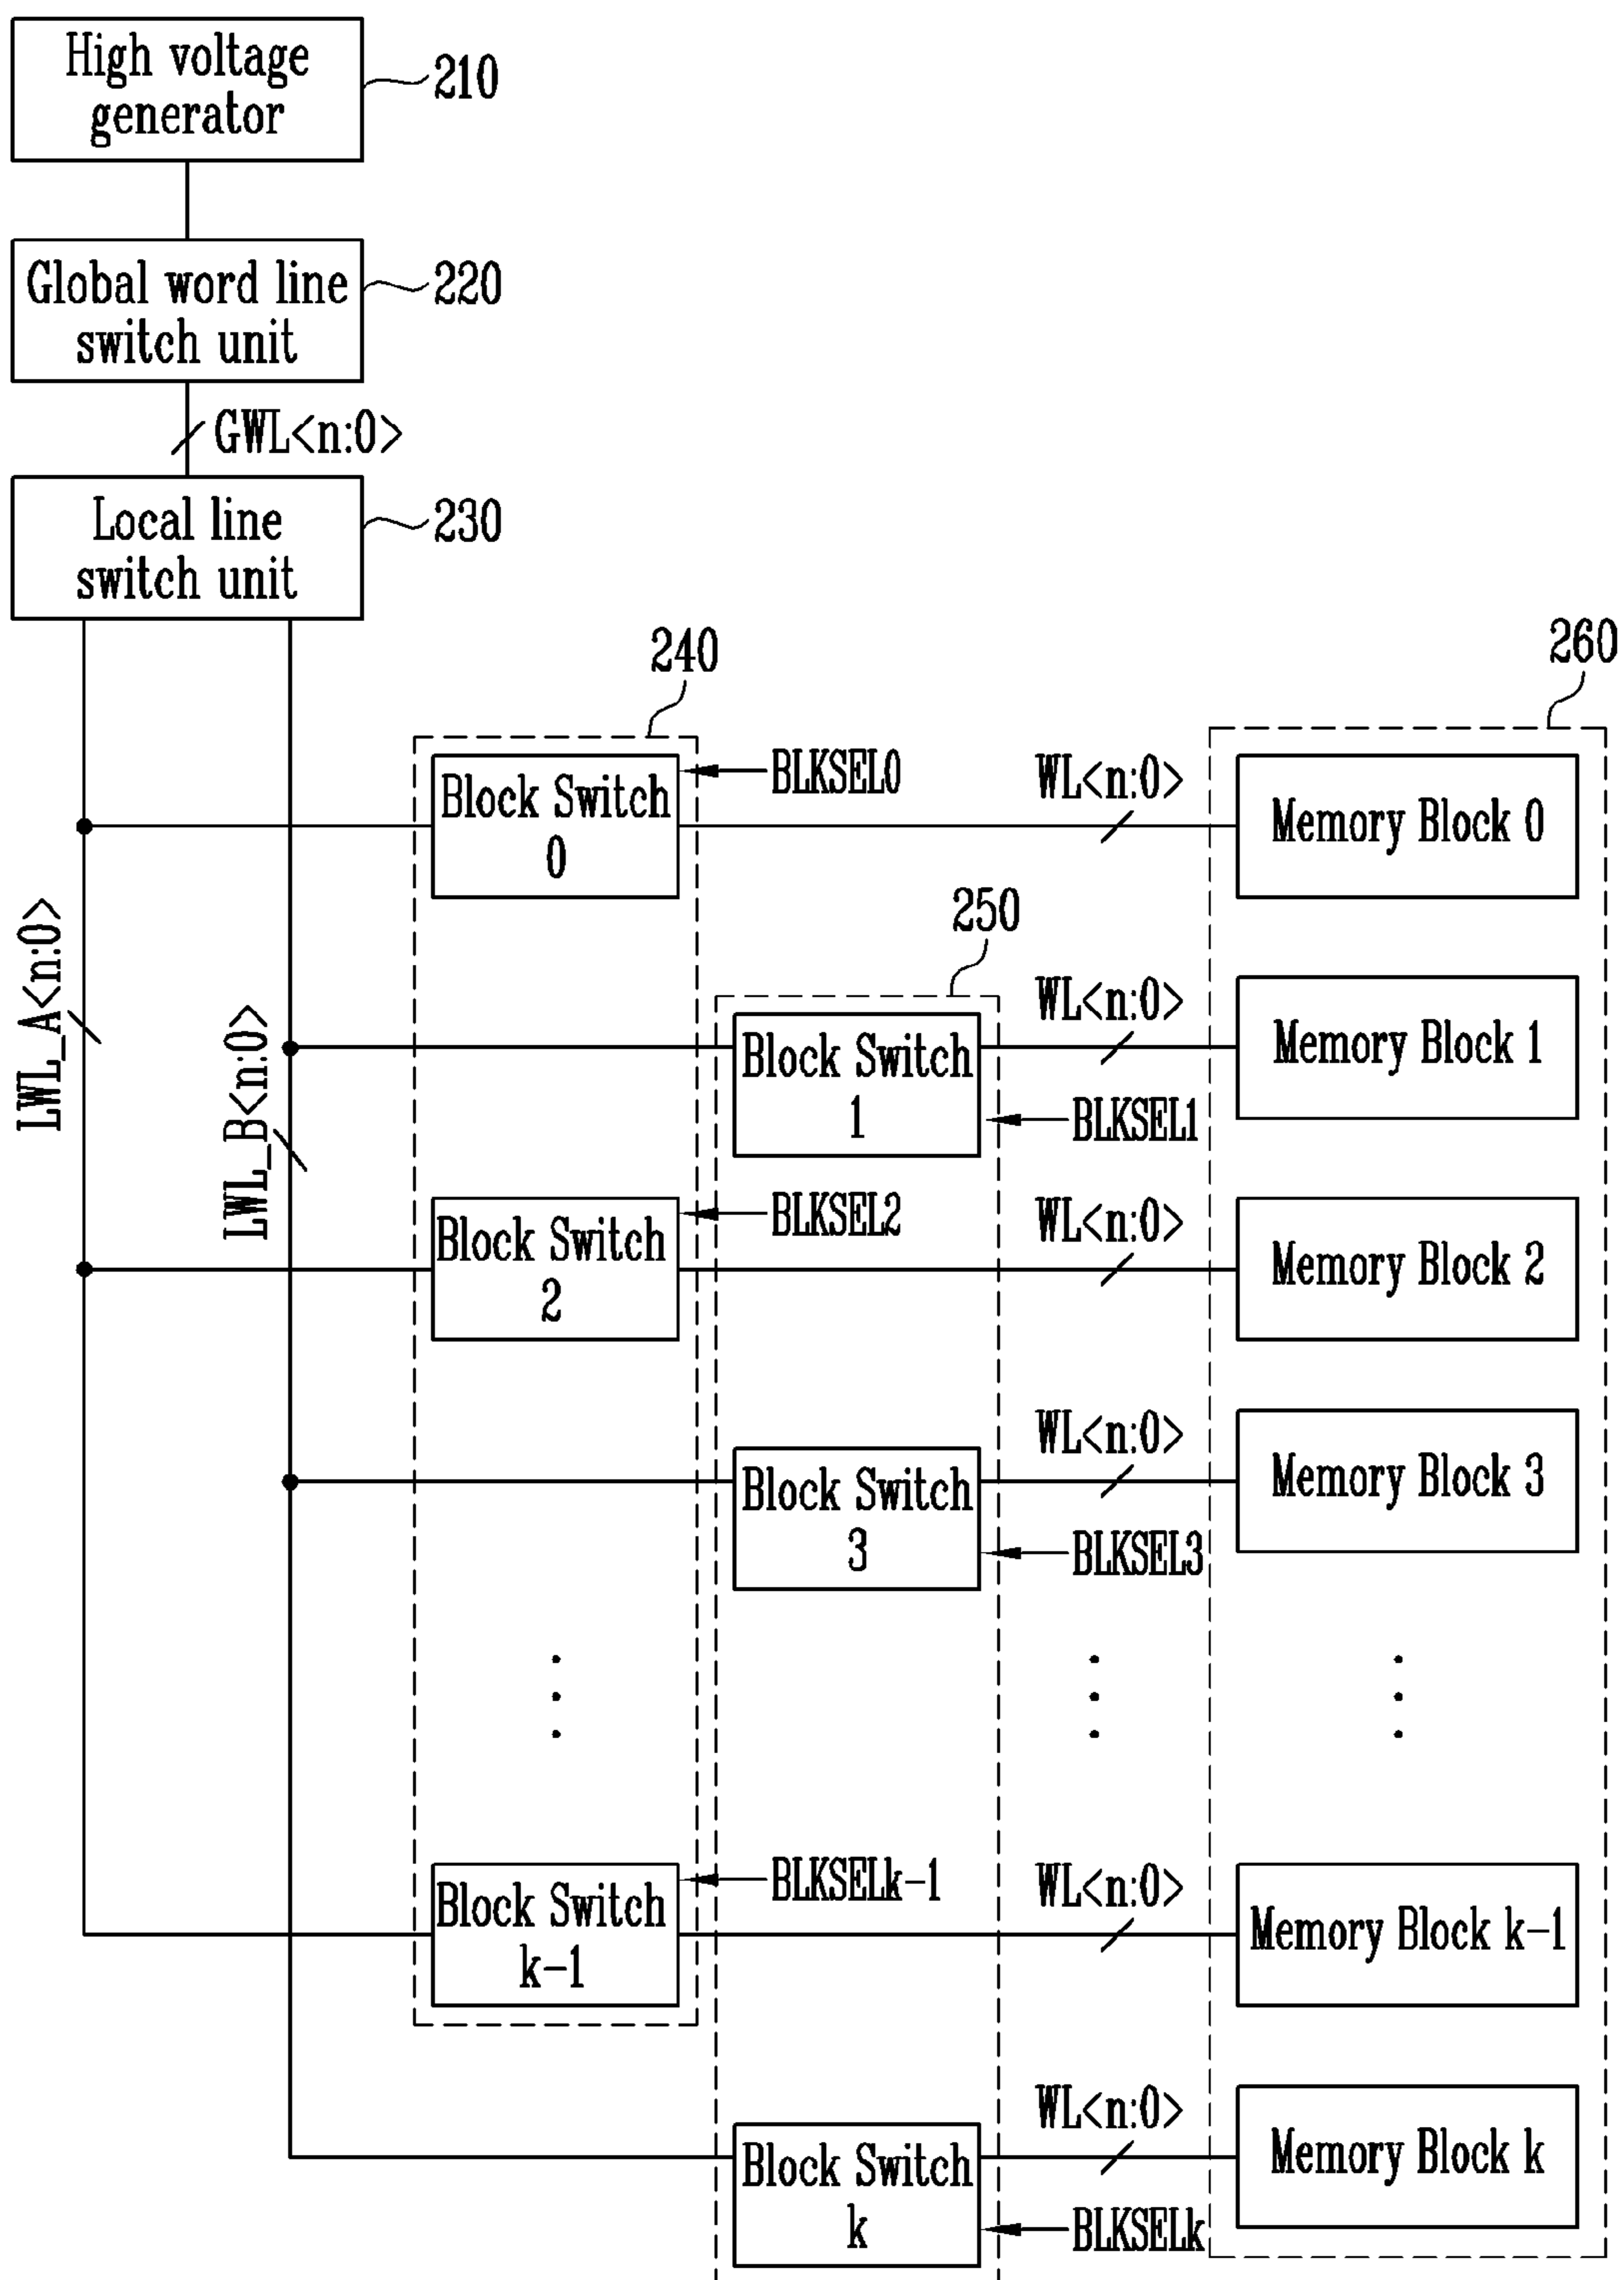 High voltage
generator
210
Global word line
switch unit
220
GWL<n:0>
Local line
switch unit
230
240
260
BLKSEL0
WL<n:0>
Block Switch
0
Memory Block 0
250
LWL_A<n:0>
LWL_B<n:0>
WL<n:0>
Block Switch
1
Memory Block 1
BLKSEL1
BLKSEL2
WL<n:0>
Block Switch
2
Memory Block 2
WL<n:0>
Block Switch
3
Memory Block 3
BLKSEL3
BLKSELk-1
WL<n:0>
Block Switch
k-1
Memory Block k-1
WL<n:0>
Block Switch
k
Memory Block k
BLKSELk